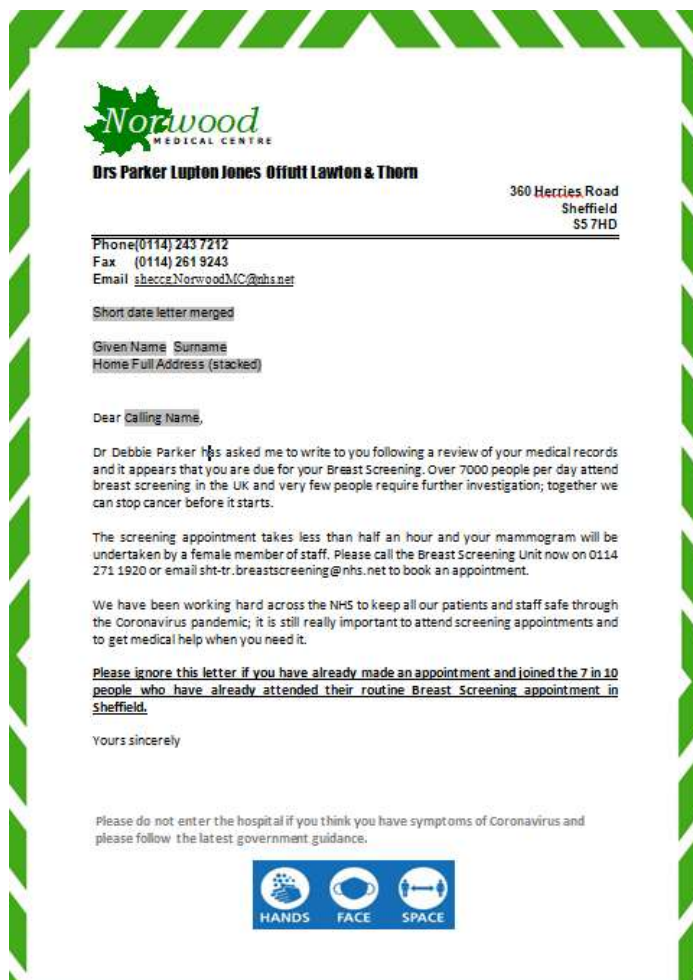 Norwood
MEDICAL CENTRE
Drs Parker Lupton Jones Offutt Lawton & Thorn
360 Herries Road
Sheffield
S5 7HD
Phone(0114) 243 7212
Fax (0114) 261 9243
Email sheccg.NorwoodMC@nhs.net
Short date letter merged
Given Name Surname
Home Full Address (stacked)
Dear Calling Name,
Dr Debbie Parker has asked me to write to you following a review of your medical records
and it appears that you are due for your Breast Screening. Over 7000 people per day attend
breast screening in the UK and very few people require further investigation; together we
can stop cancer before it starts.
The screening appointment takes less than half an hour and your mammogram will be
undertaken by a female member of staff. Please call the Breast Screening Unit now on 0114
271 1920 or email sht-tr.breastscreening@nhs.net to book an appointment.
We have been working hard across the NHS to keep all our patients and staff safe through
the Coronavirus pandemic; it is still really important to attend screening appointments and
to get medical help when you need it.
Please ignore this letter if you have already made an appointment and joined the 7 in 10
people who have already attended their routine Breast Screening appointment in
Sheffield.
Yours sincerely
Please do not enter the hospital if you think you have symptoms of Coronavirus and
please follow the latest government guidance.
HANDS FACE SPACE